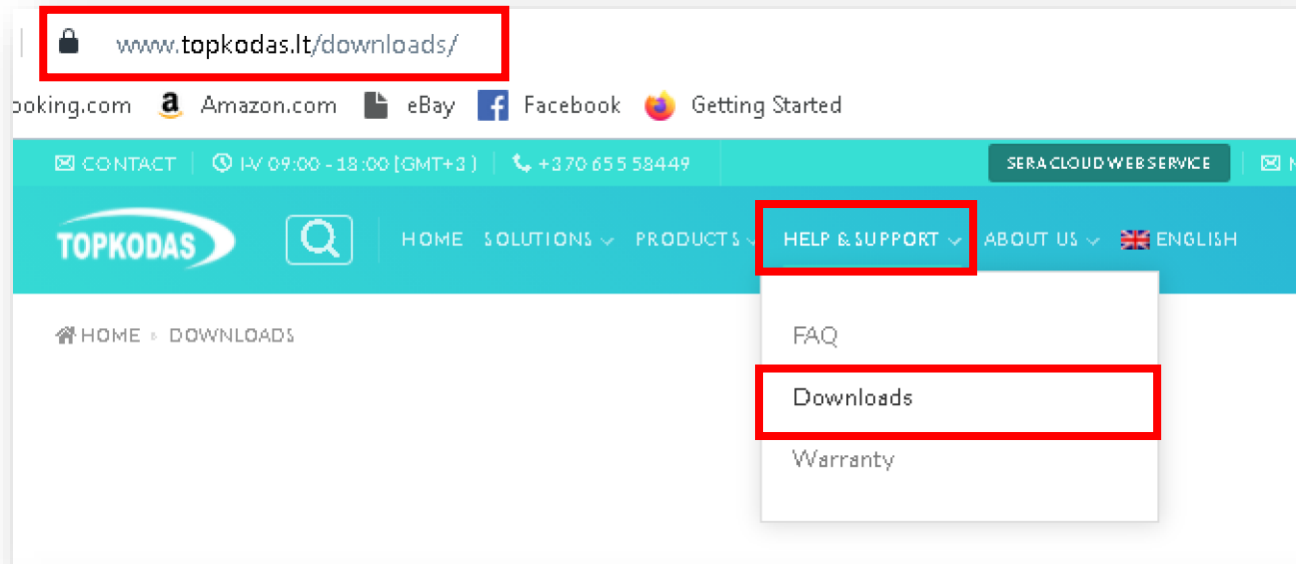 www.topkodas.lt/downloads/
ooking.com Amazon.com eBay Facebook Getting Started
CONTACT I-V 09:00 - 18:00 (GMT+3 ) +370 655 58449 SERA CLOUD WEB SERVICE
TOPKODAS HOME SOLUTIONS PRODUCTS HELP & SUPPORT ABOUT US ENGLISH
HOME » DOWNLOADS
FAQ
Downloads
Warranty